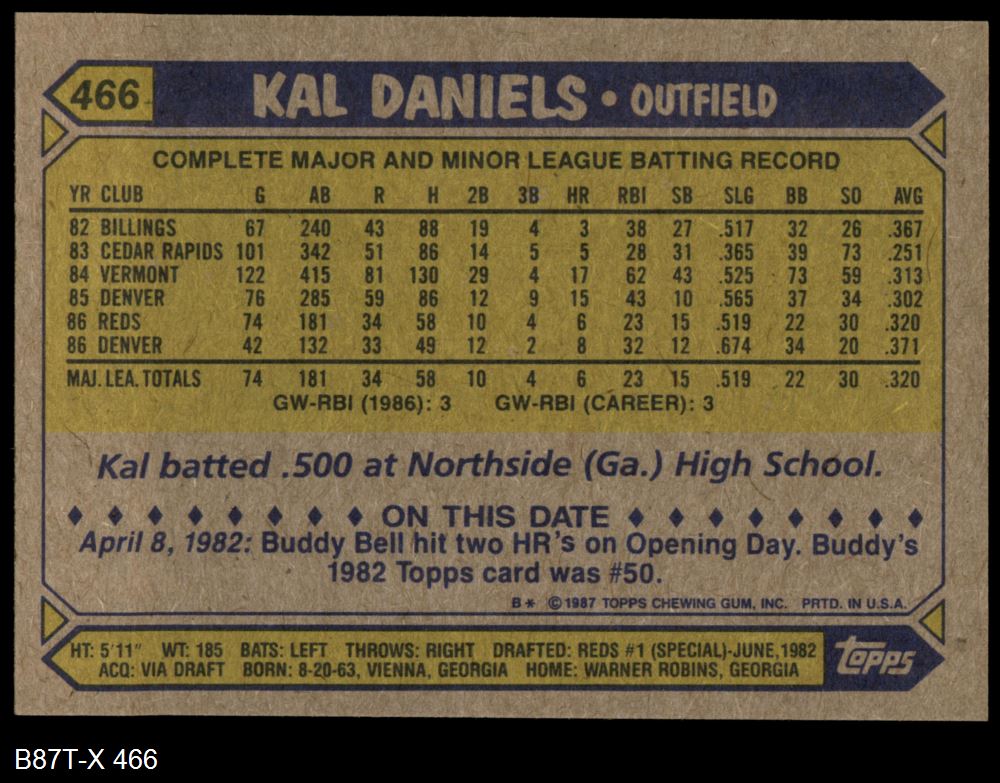 466 KAL DANIELS • OUTFIELD
COMPLETE MAJOR AND MINOR LEAGUE BATTING RECORD
YR CLUB G AB R H 2B 3B HR RBI SB SLG BB SO AVG
82 BILLINGS 67 240 43 88 19 4 3 38 27 .517 32 26 .367
83 CEDAR RAPIDS 101 342 51 86 14 5 5 28 31 .365 39 73 .251
84 VERMONT 122 415 81 130 29 4 17 62 43 .525 73 59 .313
85 DENVER 76 285 59 86 12 9 15 43 10 .565 37 34 .302
86 REDS 74 181 34 58 10 4 6 23 15 .519 22 30 .320
86 DENVER 42 132 33 49 12 2 8 32 12 .674 34 20 .371
MAJ. LEA. TOTALS 74 181 34 58 10 4 6 23 15 .519 22 30 .320
GW-RBI (1986): 3 GW-RBI (CAREER): 3
Kal batted .500 at Northside (Ga.) High School.
♦ ♦ ♦ ♦ ♦ ♦ ♦ ♦ ON THIS DATE ♦ ♦ ♦ ♦ ♦ ♦ ♦ ♦
April 8, 1982: Buddy Bell hit two HR's on Opening Day. Buddy's
1982 Topps card was #50.
B* ©1987 TOPPS CHEWING GUM, INC. PRTD. IN U.S.A.
HT: 5'11" WT: 185 BATS: LEFT THROWS: RIGHT DRAFTED: REDS #1 (SPECIAL)-JUNE, 1982
ACQ: VIA DRAFT BORN: 8-20-63, VIENNA, GEORGIA HOME: WARNER ROBINS, GEORGIA
topps
B87T-X 466